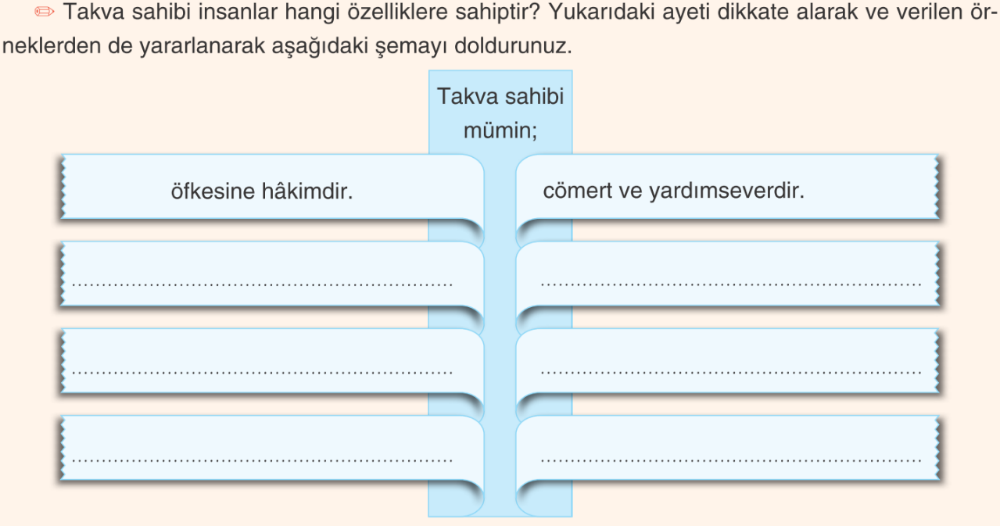 Takva sahibi insanlar hangi özelliklere sahiptir? Yukarıdaki ayeti dikkate alarak ve verilen ör-
neklerden de yararlanarak aşağıdaki şemayı doldurunuz.
Takva sahibi
mümin;
öfkesine hâkimdir.
cömert ve yardımseverdir.